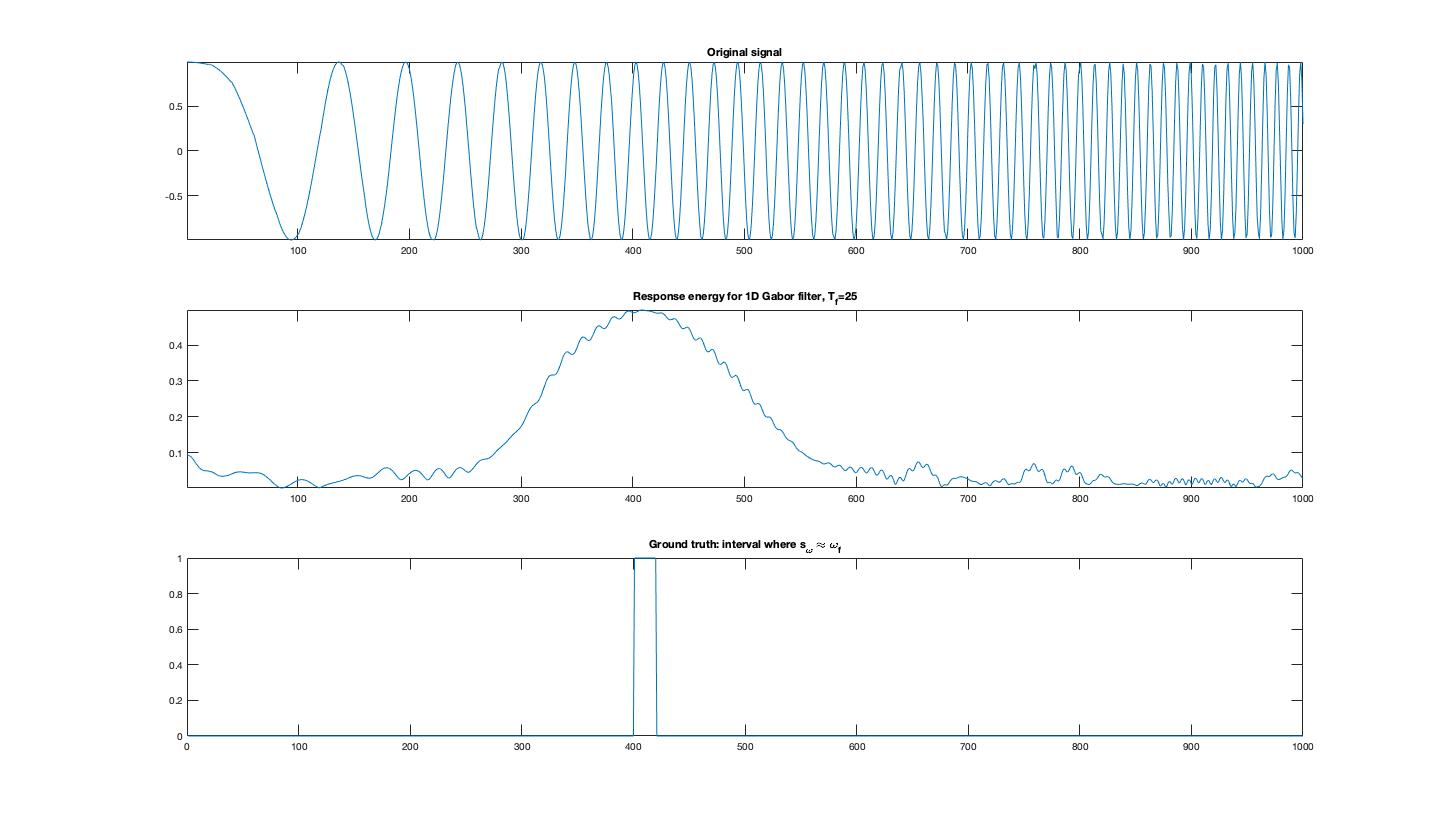 Original signal
0.5
0
-0.5
100 200 300 400 500 600 700 800 900 1000
Response energy for 1D Gabor filter, T_f=25
0.4
0.3
0.2
0.1
100 200 300 400 500 600 700 800 900 1000
Ground truth: interval where s_ω ≈ ω_f
1
0.8
0.6
0.4
0.2
0
0 100 200 300 400 500 600 700 800 900 1000